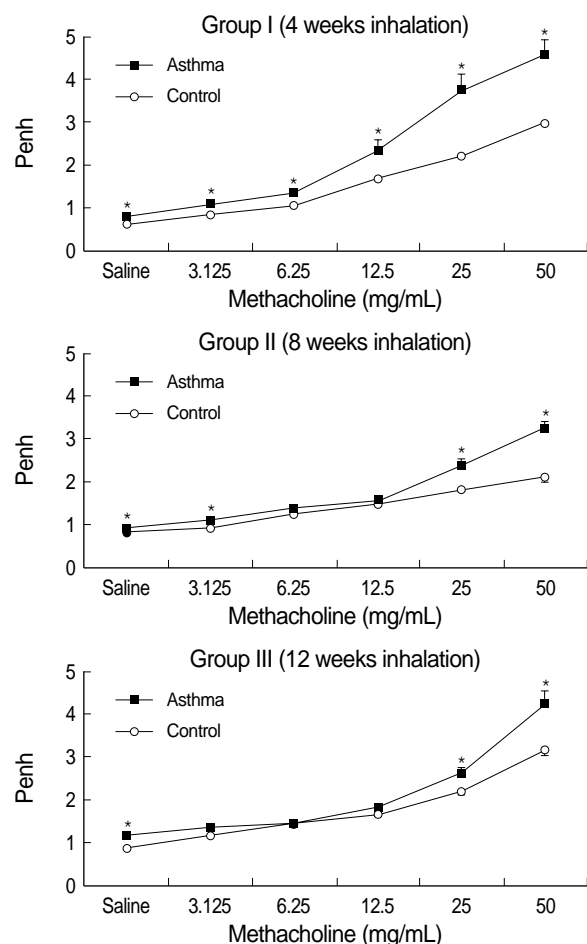 Group I (4 weeks inhalation)
5
4
3
2
1
0
Penh
Asthma
Control
*
*
*
*
*
*
Saline 3.125 6.25 12.5 25 50
Methacholine (mg/mL)
Group II (8 weeks inhalation)
5
4
3
2
1
0
Penh
Asthma
Control
*
*
*
*
Saline 3.125 6.25 12.5 25 50
Methacholine (mg/mL)
Group III (12 weeks inhalation)
5
4
3
2
1
0
Penh
Asthma
Control
*
*
*
Saline 3.125 6.25 12.5 25 50
Methacholine (mg/mL)